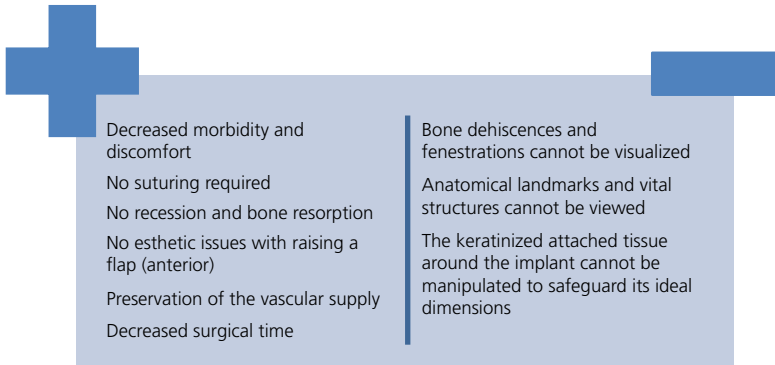 Decreased morbidity and
discomfort
No suturing required
No recession and bone resorption
No esthetic issues with raising a
flap (anterior)
Preservation of the vascular supply
Decreased surgical time
Bone dehiscences and
fenestrations cannot be visualized
Anatomical landmarks and vital
structures cannot be viewed
The keratinized attached tissue
around the implant cannot be
manipulated to safeguard its ideal
dimensions